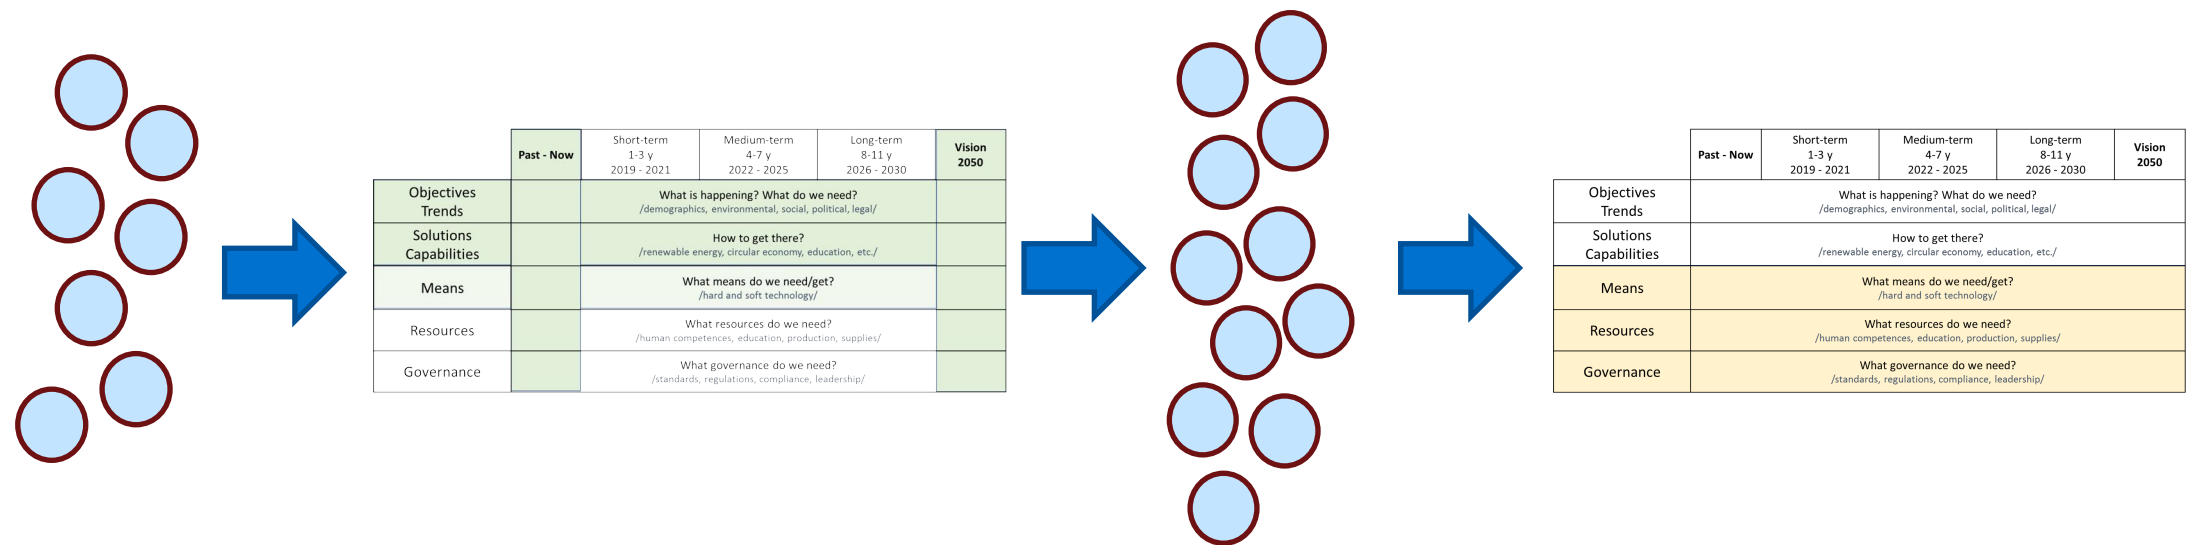 Past - Now
Short-term
1-3 y
2019 - 2021
Medium-term
4-7 y
2022 - 2025
Long-term
8-11 y
2026 - 2030
Vision
2050
Objectives
Trends
What is happening? What do we need?
/demographics, environmental, social, political, legal/
Solutions
Capabilities
How to get there?
/renewable energy, circular economy, education, etc./
Means
What means do we need/get?
/hard and soft technology/
Resources
What resources do we need?
/human competences, education, production, supplies/
Governance
What governance do we need?
/standards, regulations, compliance, leadership/
Past - Now
Short-term
1-3 y
2019 - 2021
Medium-term
4-7 y
2022 - 2025
Long-term
8-11 y
2026 - 2030
Vision
2050
Objectives
Trends
What is happening? What do we need?
/demographics, environmental, social, political, legal/
Solutions
Capabilities
How to get there?
/renewable energy, circular economy, education, etc./
Means
What means do we need/get?
/hard and soft technology/
Resources
What resources do we need?
/human competences, education, production, supplies/
Governance
What governance do we need?
/standards, regulations, compliance, leadership/